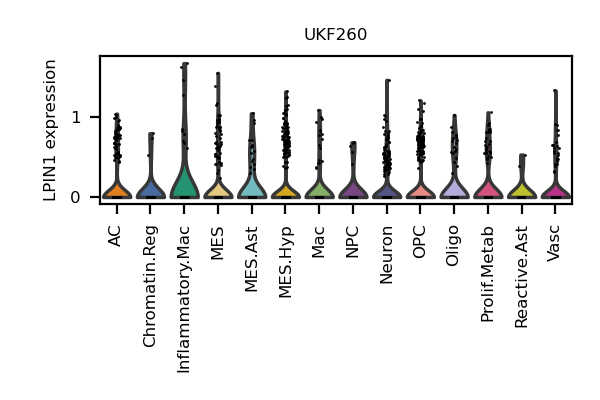 UKF260
LPIN1 expression
1
0
AC
Chromatin.Reg
Inflammatory.Mac
MES
MES.Ast
MES.Hyp
Mac
NPC
Neuron
OPC
Oligo
Prolif.Metab
Reactive.Ast
Vasc